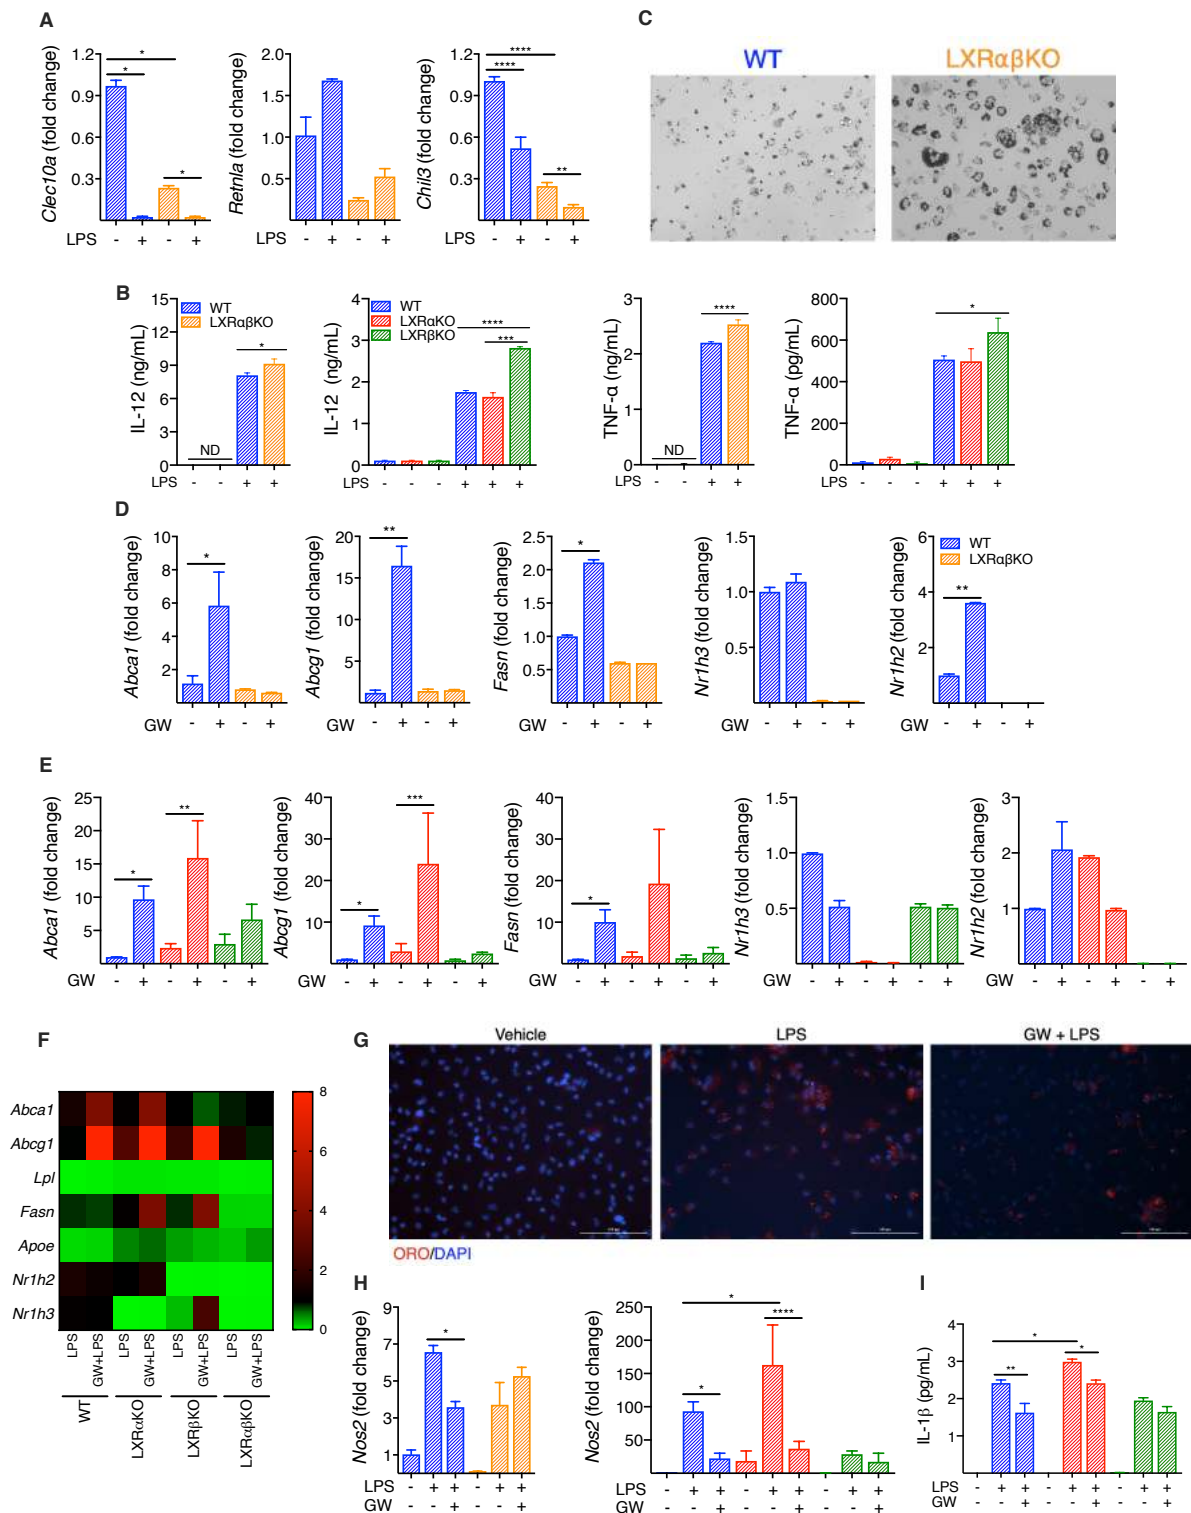 A
Clec10a (fold change)
1.2
0.9
0.6
0.3
* *
LPS - + - +
*
Retnla (fold change)
2.0
1.5
1.0
0.5
LPS - + - +
Chil3 (fold change)
1.2
0.9
0.6
0.3
****
****
**
LPS - + - +
C
WT
LXRαβKO
B
IL-12 (ng/mL)
15
12
9
6
3
0
WT
LXRαβKO
*
ND
LPS - - + +
IL-12 (ng/mL)
4
3
2
1
0
WT
LXRαKO
LXRβKO
****
***
LPS - - - + + +
TNF-α (ng/mL)
3
2
1
0
****
ND
LPS - - + +
TNF-α (pg/mL)
800
600
400
200
0
*
LPS - - - + + +
D
Abca1 (fold change)
10
8
6
4
2
*
GW - + - +
Abcg1 (fold change)
20
15
10
5
**
- + - +
Fasn (fold change)
2.5
2.0
1.5
1.0
0.5
*
- + - +
Nr1h3 (fold change)
1.5
1.0
0.5
- + - +
Nr1h2 (fold change)
6
4
2
WT
LXRαβKO
**
GW - + - +
E
Abca1 (fold change)
25
20
15
10
5
*
**
GW - + - + - +
Abcg1 (fold change)
40
30
20
10
*
***
GW - + - + - +
Fasn (fold change)
40
30
20
10
*
GW - + - + - +
Nr1h3 (fold change)
1.5
1.0
0.5
GW - + - + - +
Nr1h2 (fold change)
3
2
1
GW - + - + - +
F
Abca1
Abcg1
Lpl
Fasn
Apoe
Nr1h2
Nr1h3
8
6
4
2
0
LPS GW+LPS LPS GW+LPS LPS GW+LPS LPS GW+LPS
WT LXRαKO LXRβKO LXRαβKO
G
Vehicle
LPS
GW + LPS
ORO/DAPI
H
Nos2 (fold change)
9
7
5
3
1
*
LPS - + + - + +
GW - - + - - +
Nos2 (fold change)
250
200
150
100
50
*
****
*
LPS - + + - + + - + +
GW - - + - - + - - +
I
IL-1β (pg/mL)
4
3
2
1
*
**
*
LPS - + + - + + - + +
GW - - + - - + - - +